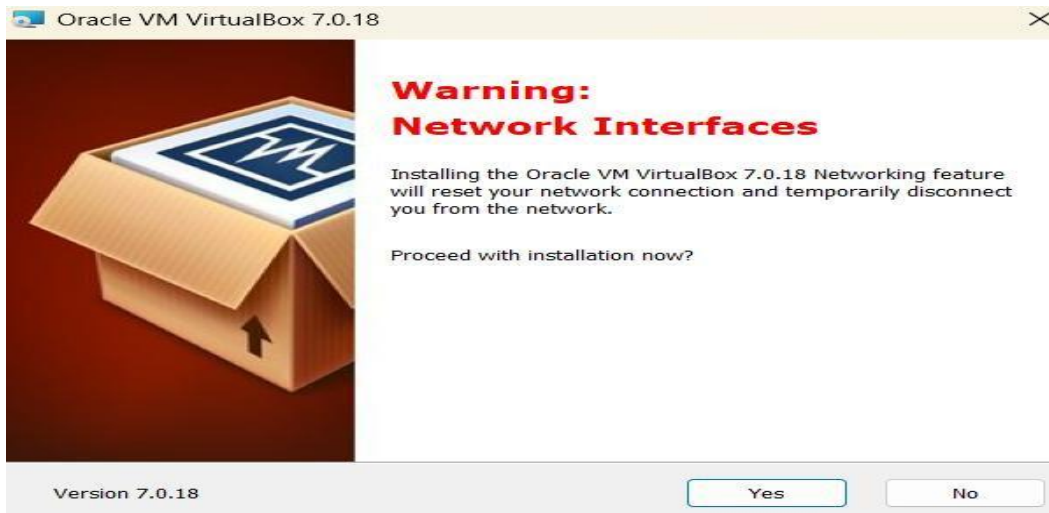 Oracle VM VirtualBox 7.0.18
Warning:
Network Interfaces
Installing the Oracle VM VirtualBox 7.0.18 Networking feature
will reset your network connection and temporarily disconnect
you from the network.
Proceed with installation now?
Version 7.0.18
Yes
No